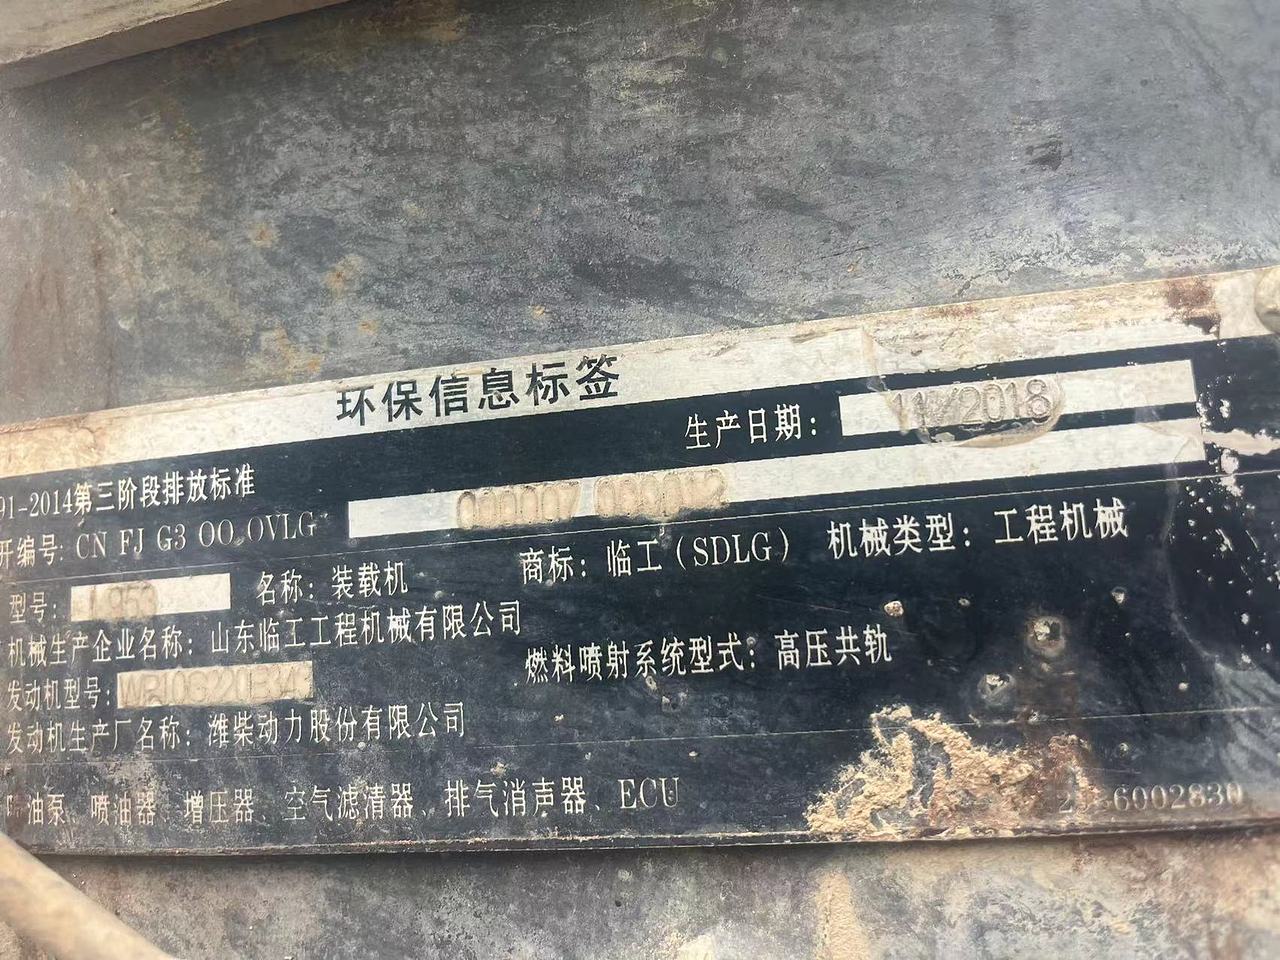 环保信息标签
生产日期: 11/2018
91-2014第三阶段排放标准
开编号: CN FJ G3 00 0VLG 000007 000012
型号: L953 名称: 装载机 商标: 临工(SDLG) 机械类型: 工程机械
机械生产企业名称: 山东临工工程机械有限公司
发动机型号: WP10G220E343 燃料喷射系统型式: 高压共轨
发动机生产厂名称: 潍柴动力股份有限公司
油泵、喷油器、增压器、空气滤清器、排气消声器、ECU
6002830